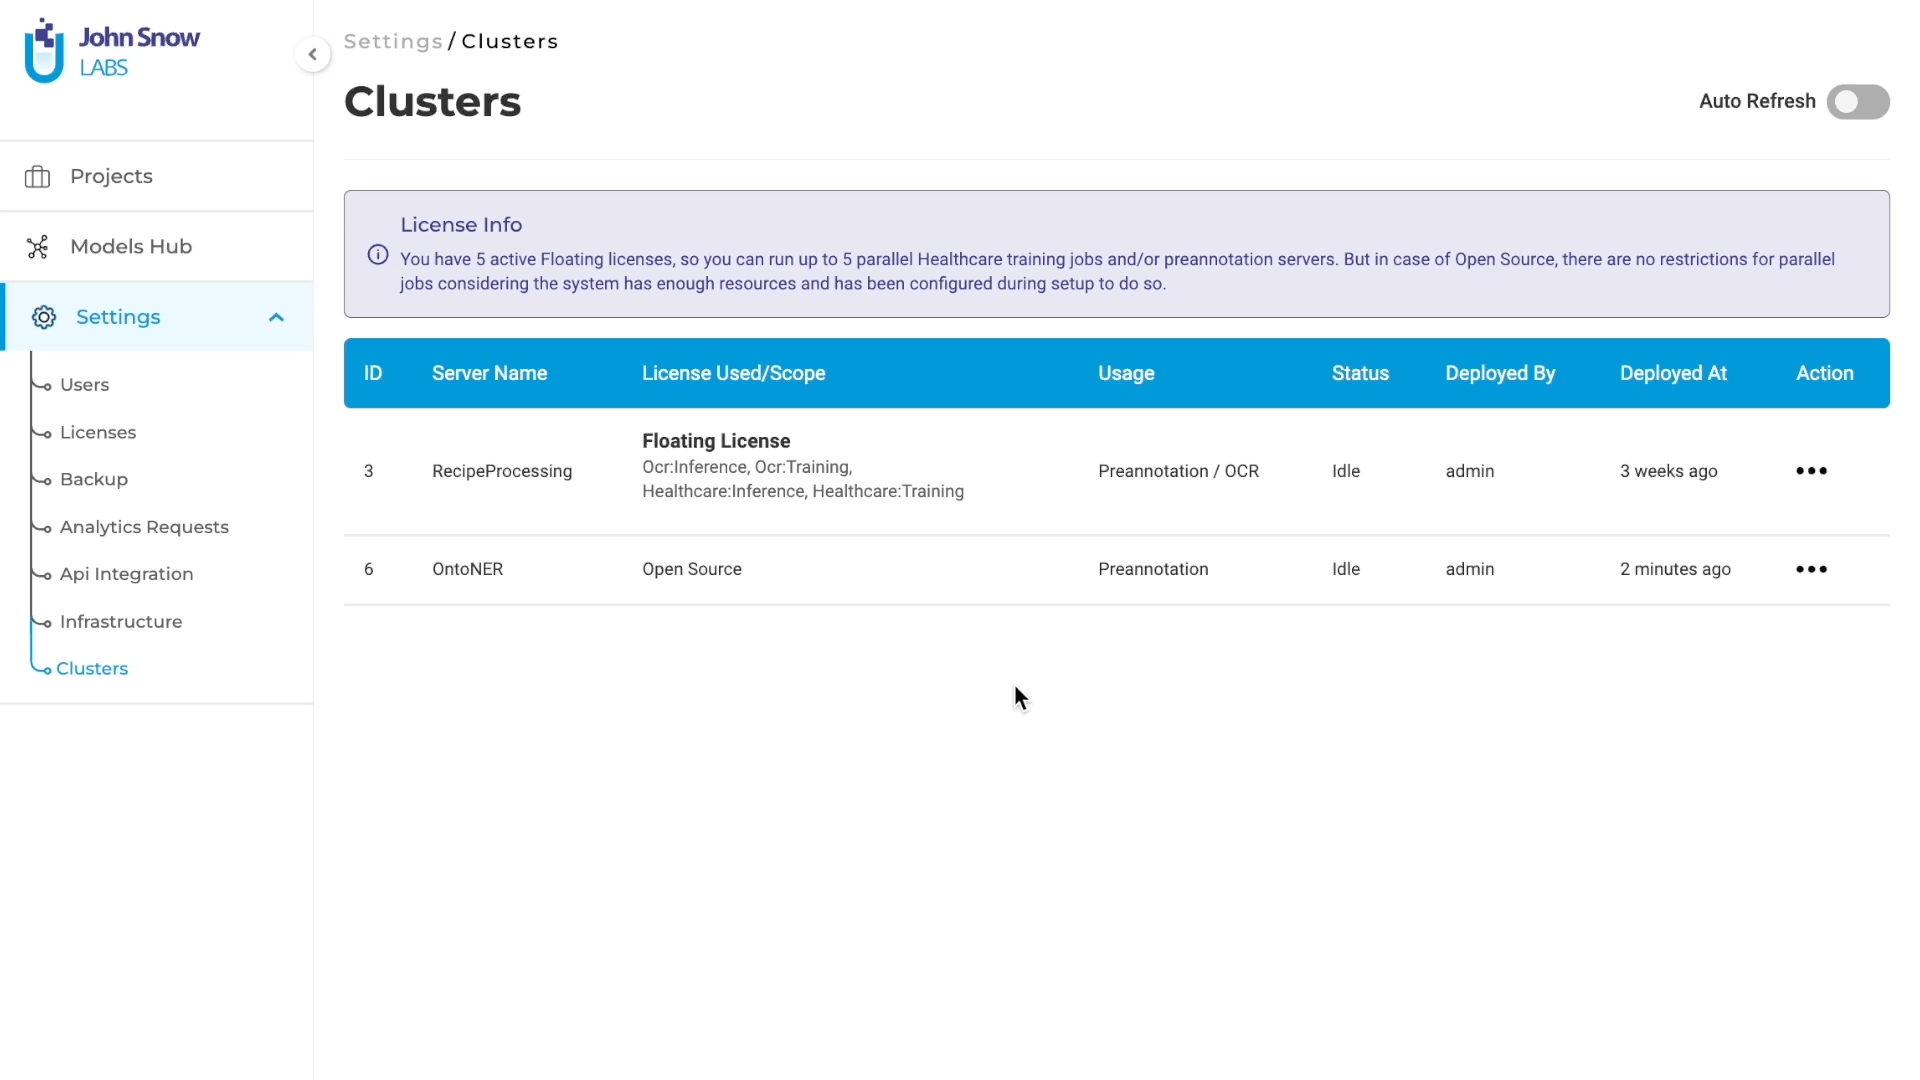 John Snow
LABS
Projects
Models Hub
Settings
Users
Licenses
Backup
Analytics Requests
Api Integration
Infrastructure
Clusters
Settings / Clusters
Clusters
Auto Refresh
License Info
You have 5 active Floating licenses, so you can run up to 5 parallel Healthcare training jobs and/or preannotation servers. But in case of Open Source, there are no restrictions for parallel
jobs considering the system has enough resources and has been configured during setup to do so.
ID Server Name License Used/Scope Usage Status Deployed By Deployed At Action
Floating License
Ocr:Inference, Ocr:Training,
3 RecipeProcessing Preannotation / OCR Idle admin 3 weeks ago
Healthcare:Inference, Healthcare:Training
6 OntoNER Open Source Preannotation Idle admin 2 minutes ago